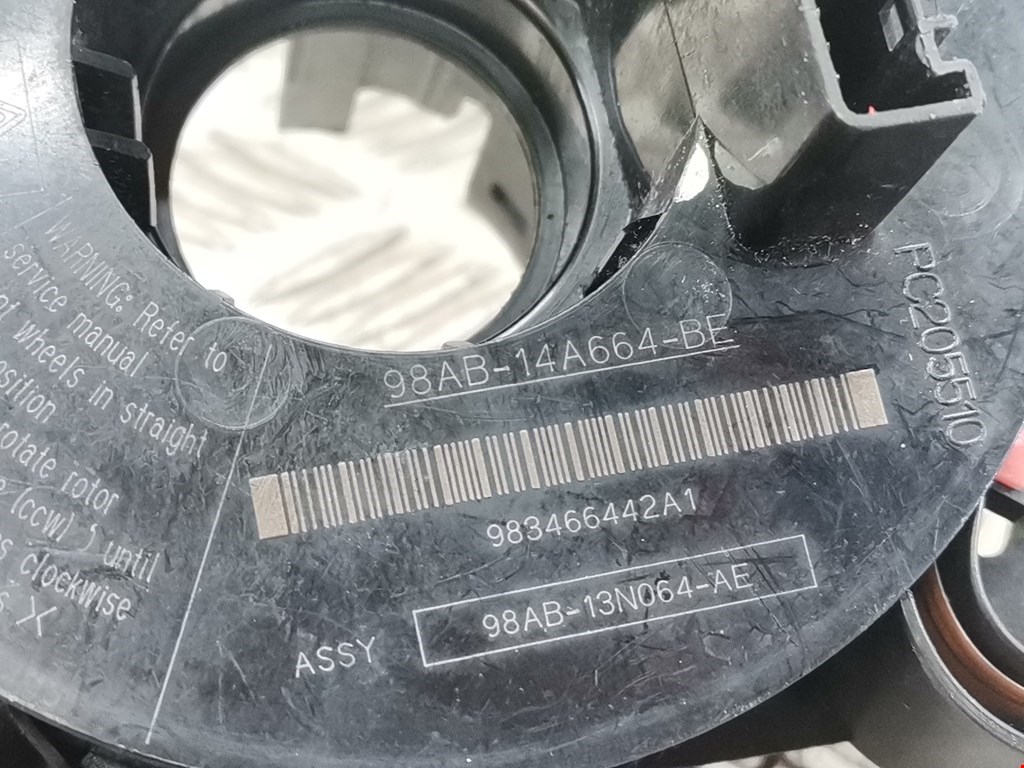 WARNING: Refer to
service manual
wheels in straight
rotate rotor
(ccw) until
clockwise
X
98AB-14A664-BE
983466442A1
ASSY 98AB-13N064-AE
PC205510